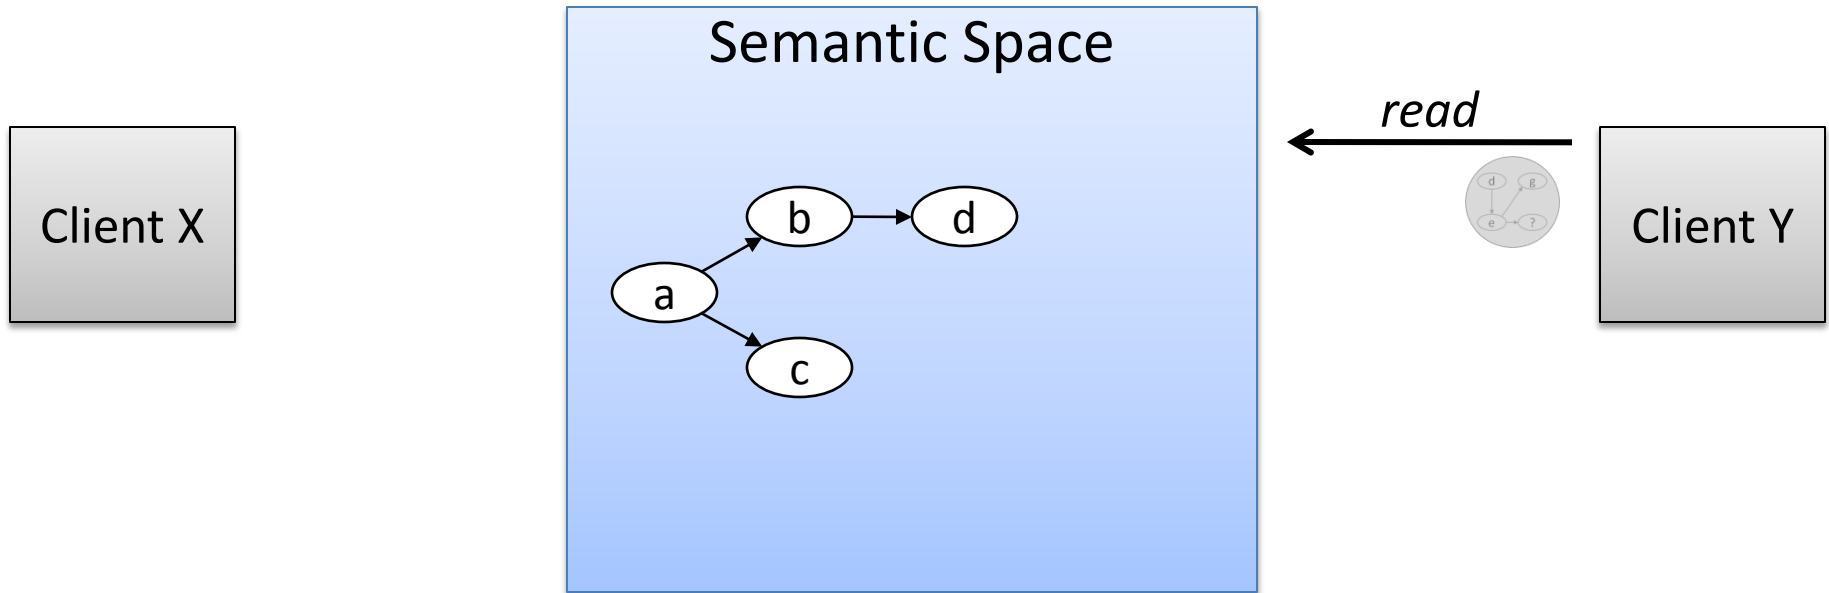 Semantic Space
read
Client X
Client Y
b
d
a
c
d
g
e
?